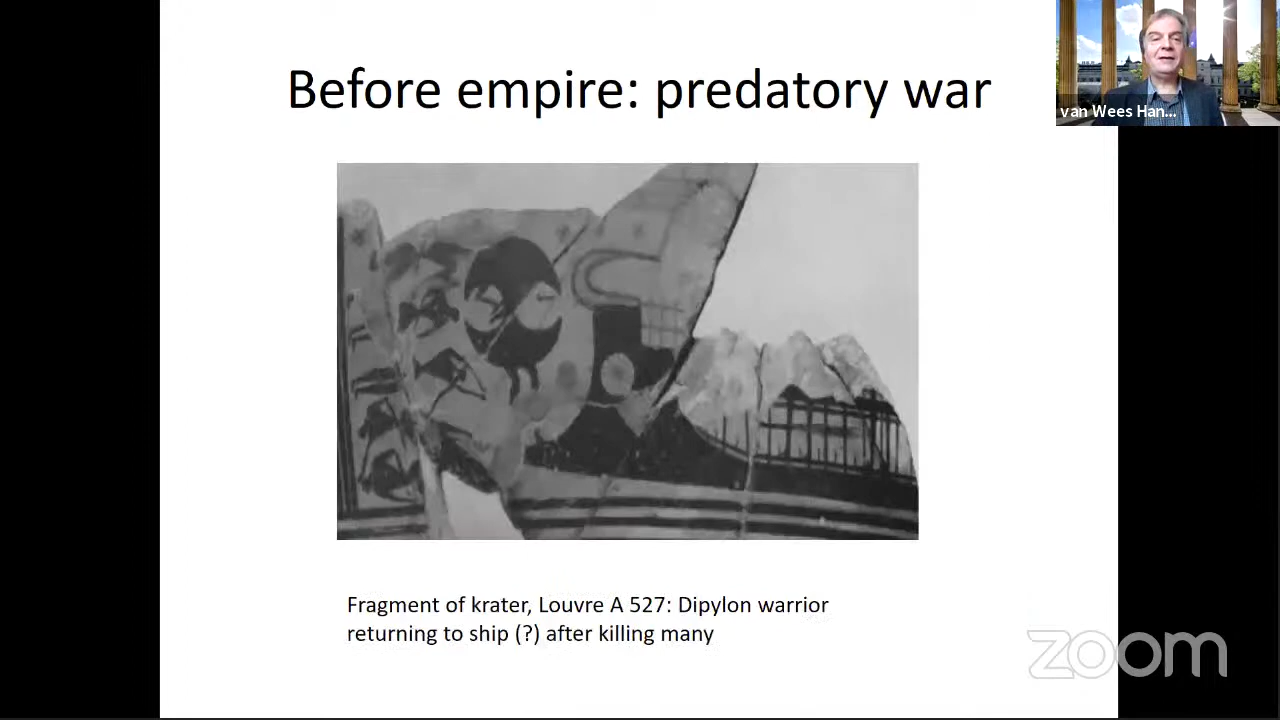 Before empire: predatory war
van Wees Han...
Fragment of krater, Louvre A 527: Dipylon warrior
returning to ship (?) after killing many
zoom